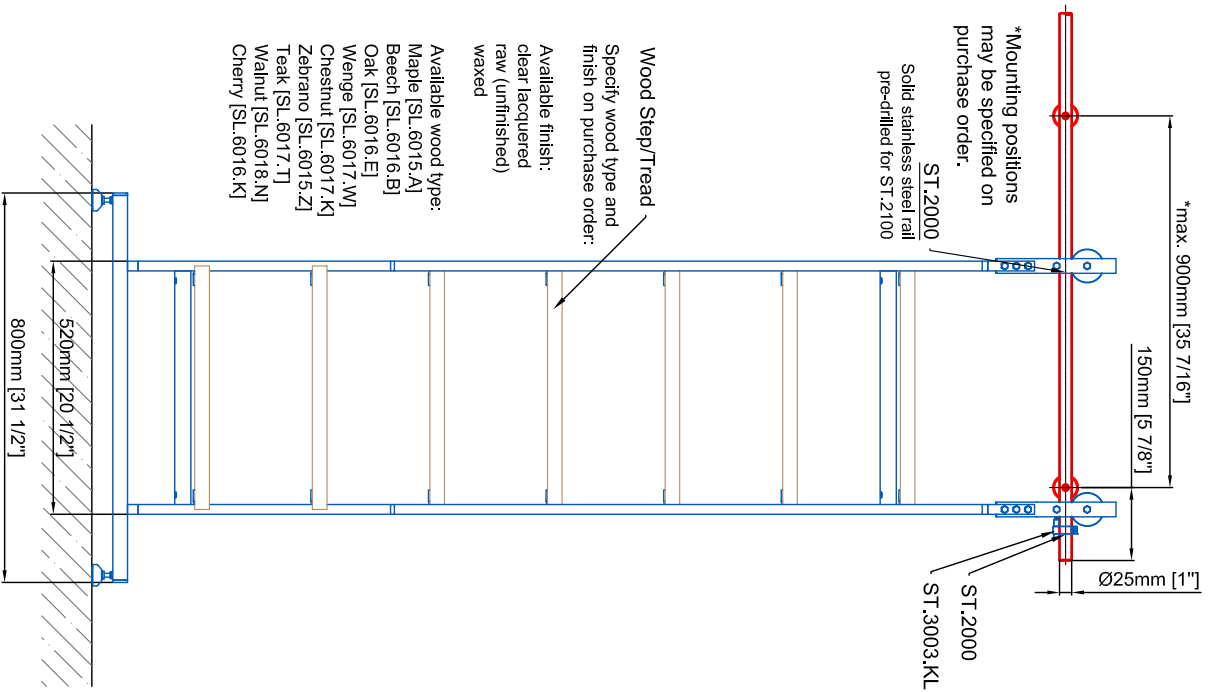 *Mounting positions
may be specified on
purchase order.
*max. 900mm [35 7/16"]
150mm [5 7/8"]
Ø25mm [1"]
ST.2000
Solid stainless steel rail
pre-drilled for ST.2100
ST.2000
ST.3003.KL
Wood Step/Tread
Specify wood type and
finish on purchase order:
Available finish:
clear lacquered
raw (unfinished)
waxed
Available wood type:
Maple [SL.6015.A]
Beech [SL.6016.B]
Oak [SL.6016.E]
Wenge [SL.6017.W]
Chestnut [SL.6017.K]
Zebrano [SL.6015.Z]
Teak [SL.6017.T]
Walnut [SL.6018.N]
Cherry [SL.6016.K]
520mm [20 1/2"]
800mm [31 1/2"]